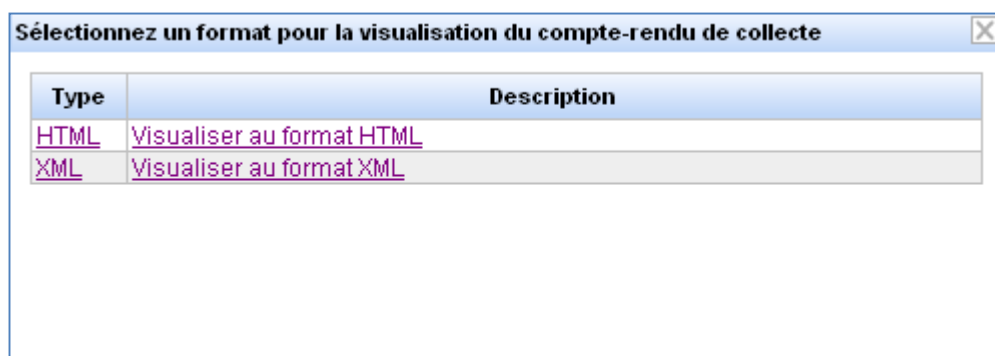 Sélectionnez un format pour la visualisation du compte-rendu de collecte
Type Description
HTML Visualiser au format HTML
XML Visualiser au format XML